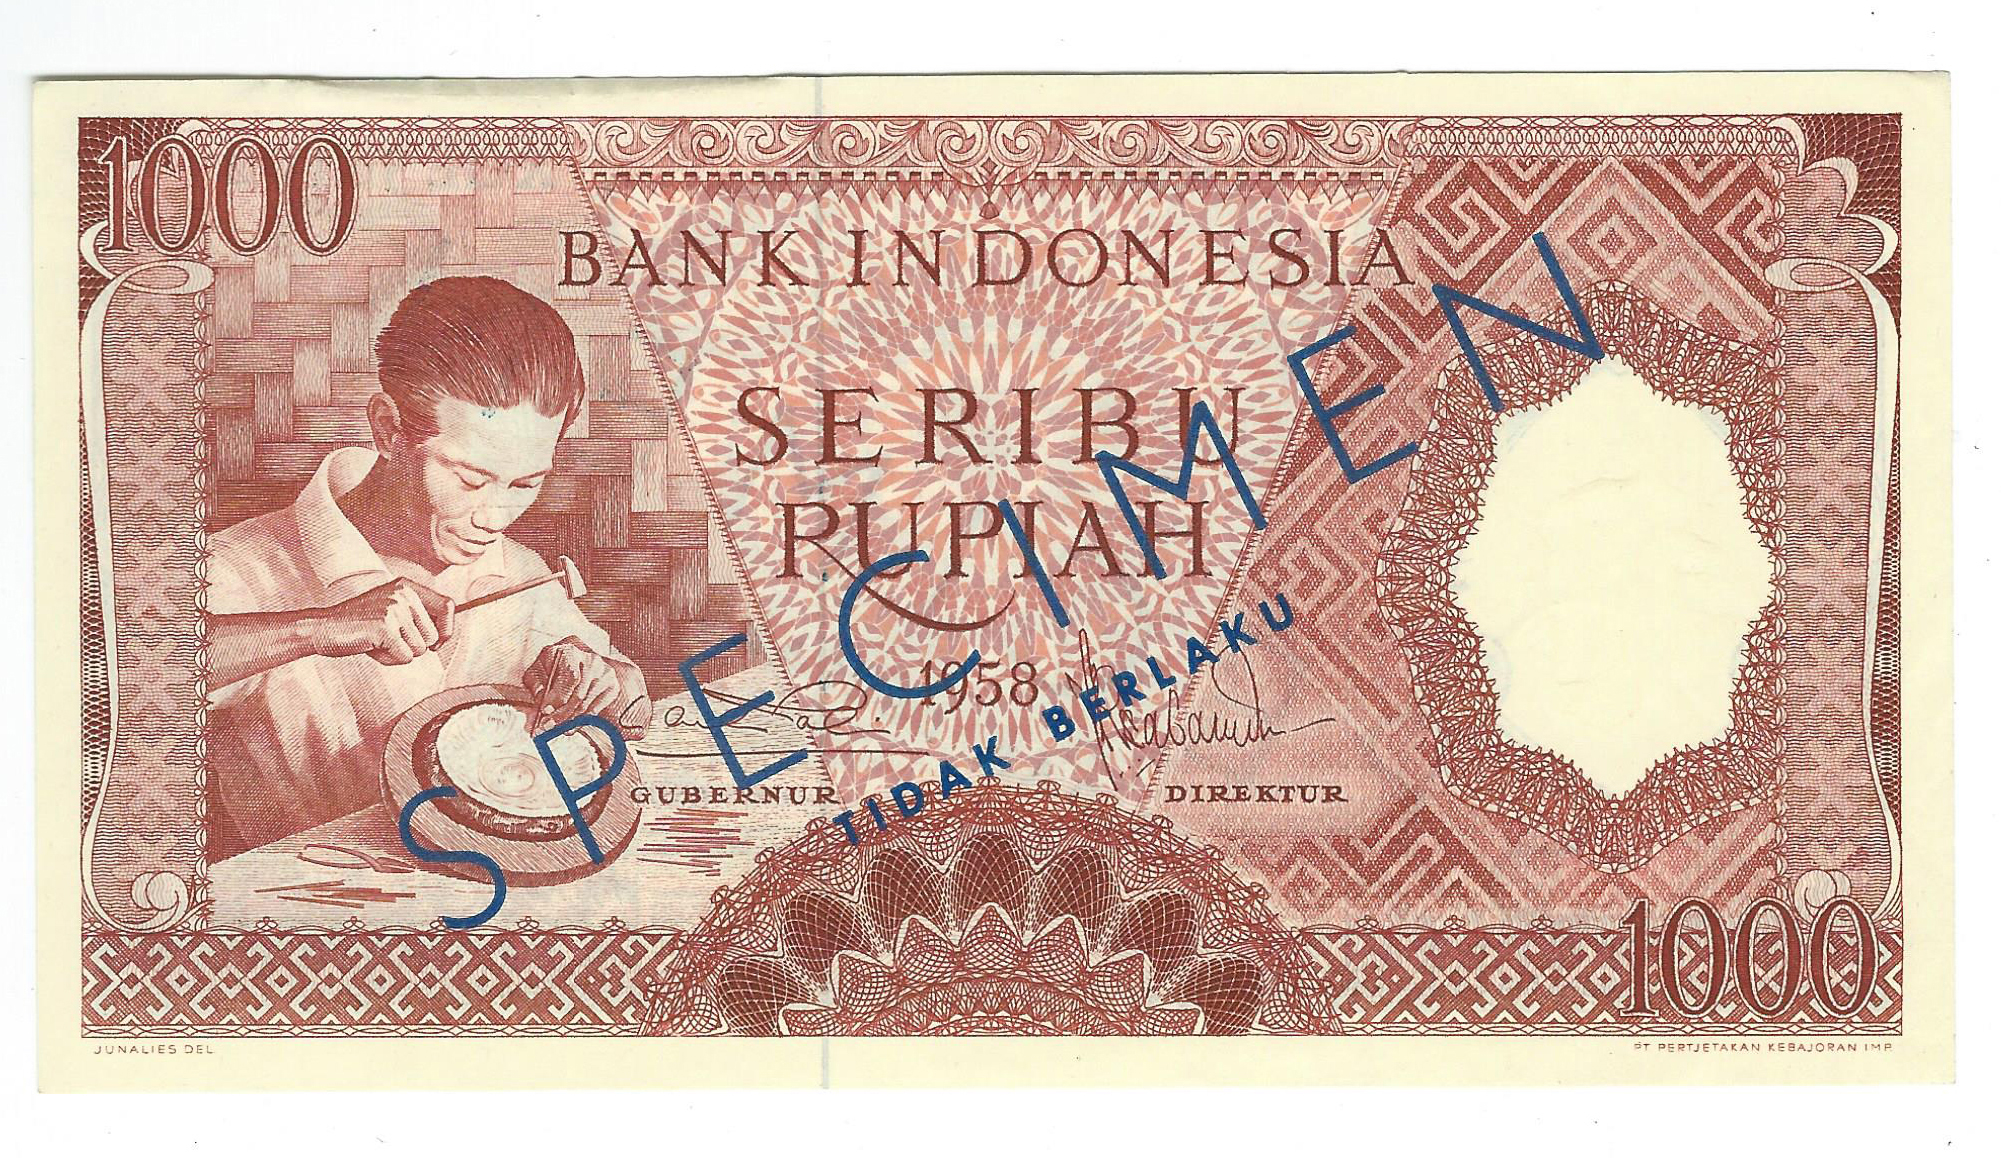 1000
BANK INDONESIA
SERIBU
RUPIAH
1958
GUBERNUR
DIREKTUR
SPECIMEN
TIDAK BERLAKU
1000
JUNALIES DEL
PT PERTJETAKAN KEBAJORAN IMP.